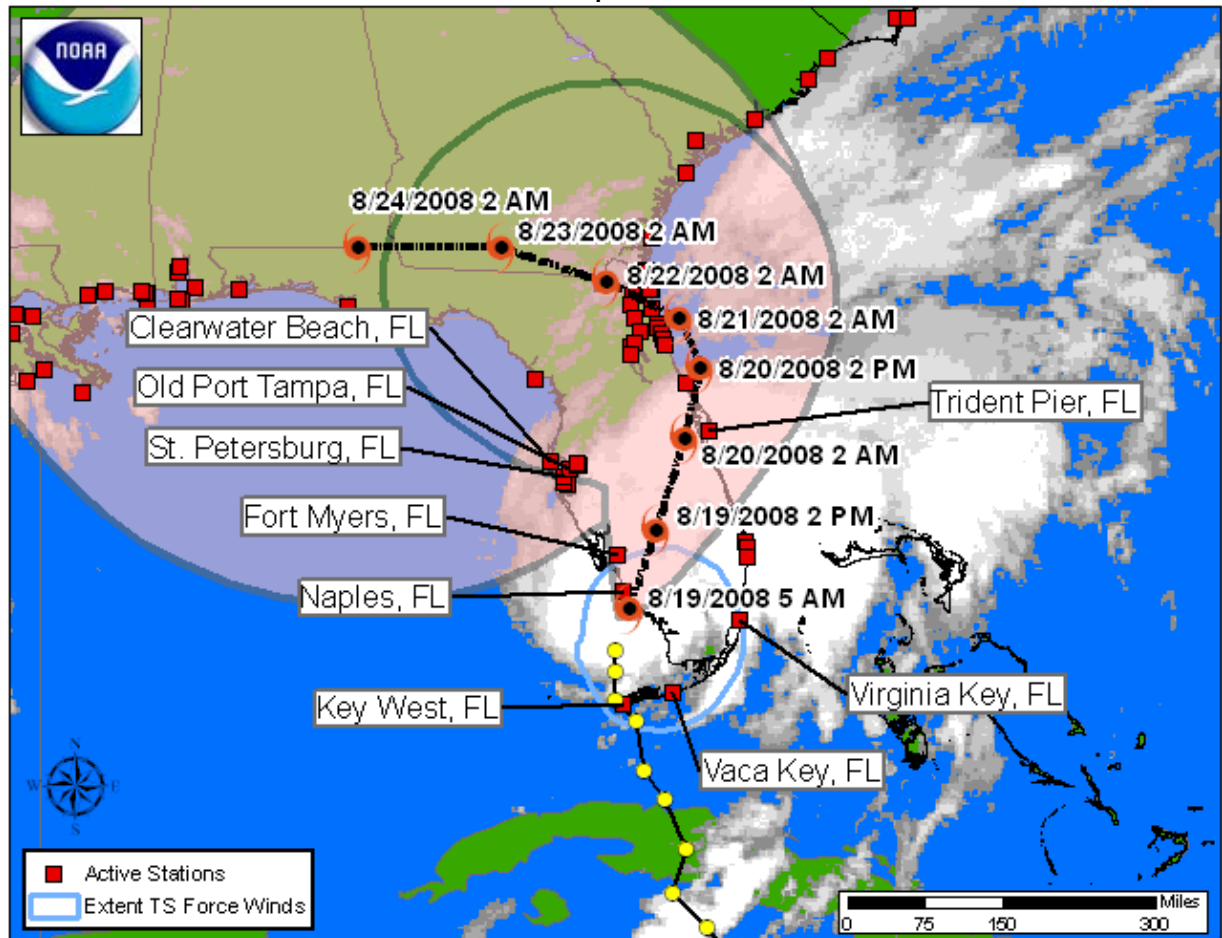 NOAA
8/24/2008 2 AM
8/23/2008 2 AM
8/22/2008 2 AM
Clearwater Beach, FL
8/21/2008 2 AM
Old Port Tampa, FL
8/20/2008 2 PM
Trident Pier, FL
St. Petersburg, FL
8/20/2008 2 AM
Fort Myers, FL
8/19/2008 2 PM
Naples, FL
8/19/2008 5 AM
Key West, FL
Virginia Key, FL
Vaca Key, FL
N
W E
S
Active Stations
Extent TS Force Winds
Miles
0 75 150 300